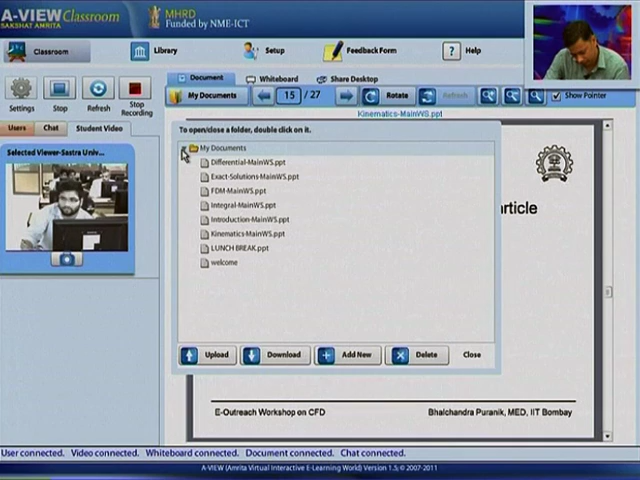 A-VIEW Classroom
SAKSHAT AMRITA
MHRD
Funded by NME-ICT
Classroom
Library
Setup
Feedback Form
? Help
Settings
Stop
Refresh
Stop Recording
Document
Whiteboard
Share Desktop
My Documents
15 / 27
Rotate
Refresh
Show Pointer
Users
Chat
Student Video
Kinematics-MainWS.ppt
Selected Viewer-Sastra Univ...
To open/close a folder, double click on it.
My Documents
Differential-MainWS.ppt
Exact-Solutions-MainWS.ppt
FDM-MainWS.ppt
Integral-MainWS.ppt
Introduction-MainWS.ppt
Kinematics-MainWS.ppt
LUNCH BREAK.ppt
welcome
article
Upload
Download
Add New
Delete
Close
E-Outreach Workshop on CFD
Bhalchandra Puranik, MED, IIT Bombay
User connected. Video connected. Whiteboard connected. Document connected. Chat connected.
A-VIEW (Amrita Virtual Interactive E-Learning World) Version 1.5; © 2007-2011